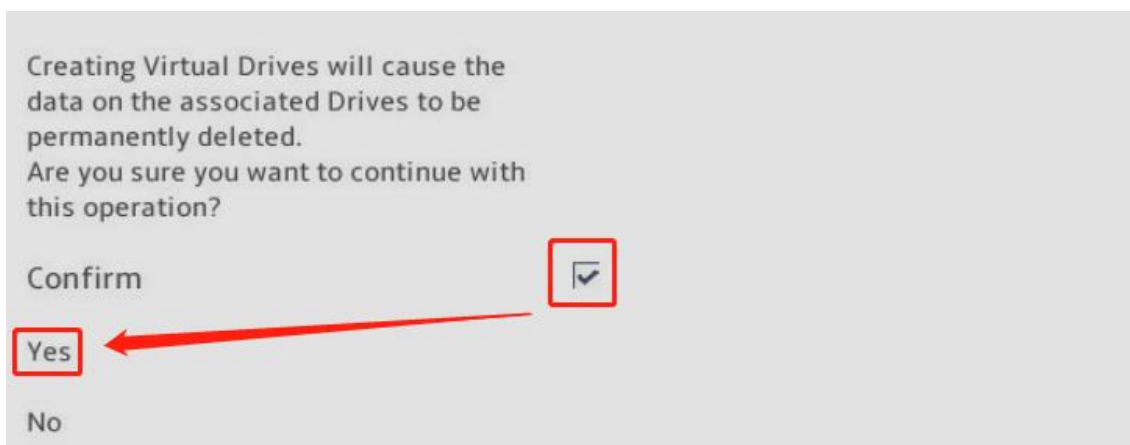 Creating Virtual Drives will cause the
data on the associated Drives to be
permanently deleted.
Are you sure you want to continue with
this operation?
Confirm
Yes
No